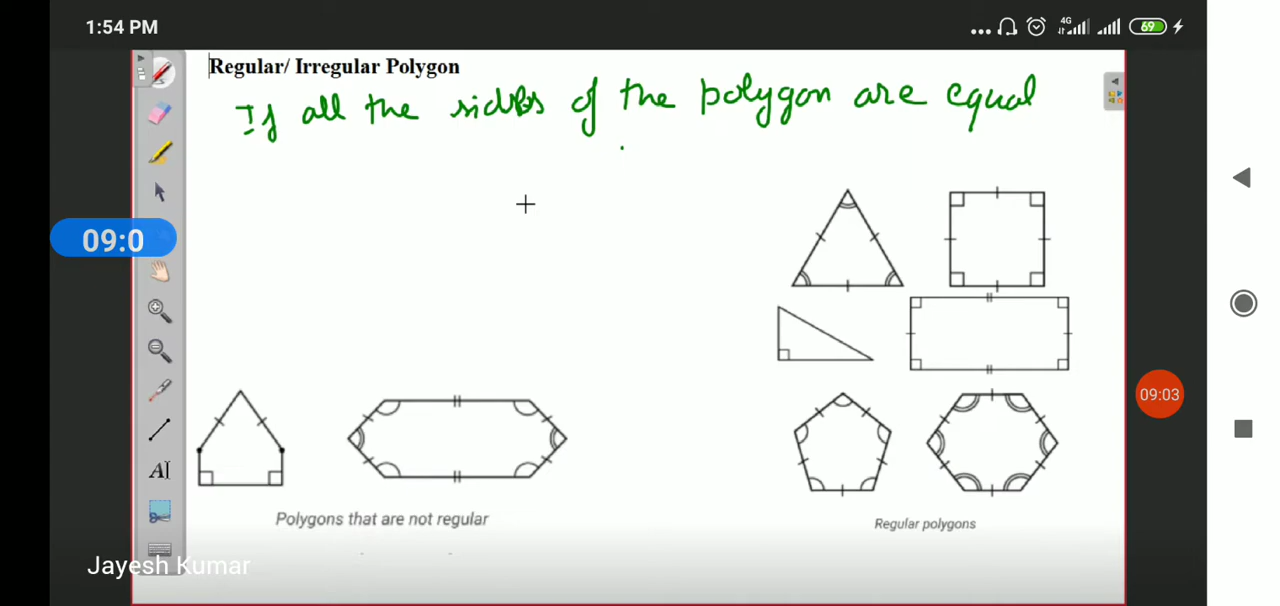 1:54 PM
4G
69
Regular/ Irregular Polygon
If all the sides of the polygon are equal
09:0
09:03
AI
Polygons that are not regular
Regular polygons
Jayesh Kumar